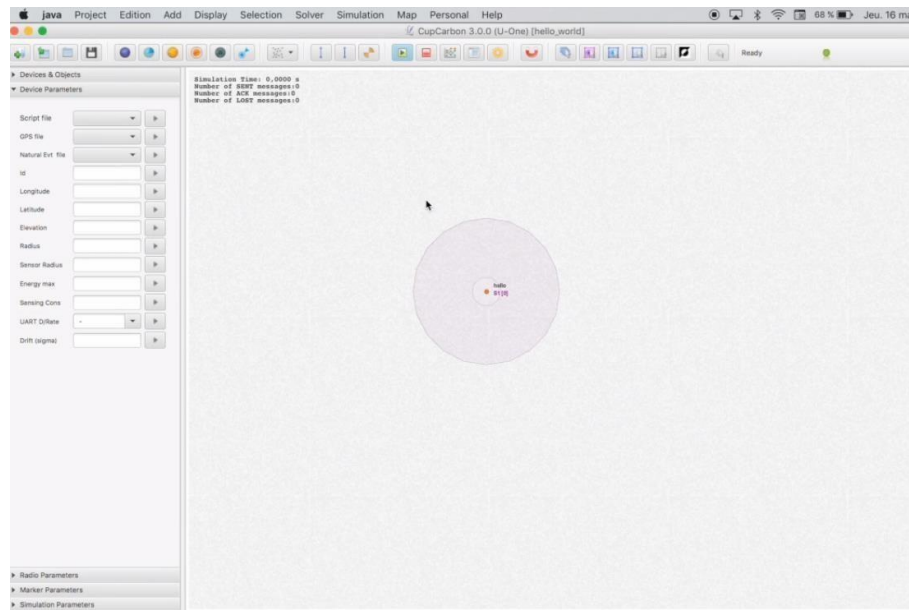 java Project Edition Add Display Selection Solver Simulation Map Personal Help 68 % Jeu. 16 ma
CupCarbon 3.0.0 (U-One) [hello_world]
Ready
Devices & Objects
Device Parameters
Simulation Time: 0,0000 s
Number of SENT messages:0
Number of ACK messages:0
Number of LOST messages:0
Script file
GPS file
Natural Evt file
Id
Longitude
Latitude
Elevation
Radius
Sensor Radius
Energy max
Sensing Cons
UART D/Rate -
Drift (sigma)
hello
S1[0]
Radio Parameters
Marker Parameters
Simulation Parameters